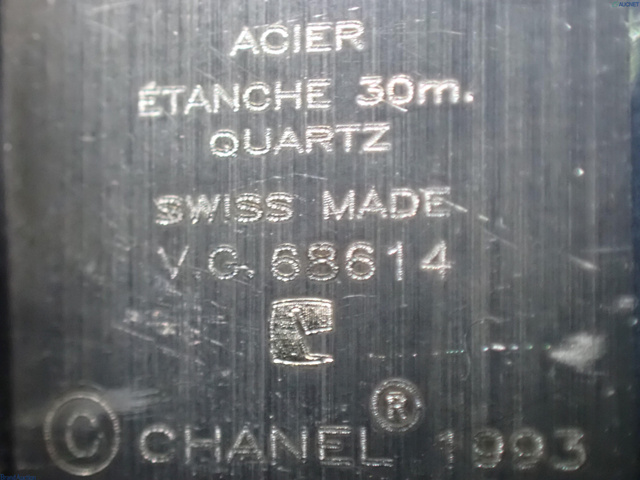 ACIER
ÉTANCHE 30m.
QUARTZ
SWISS MADE
V.G. 68614
© CHANEL ® 1993